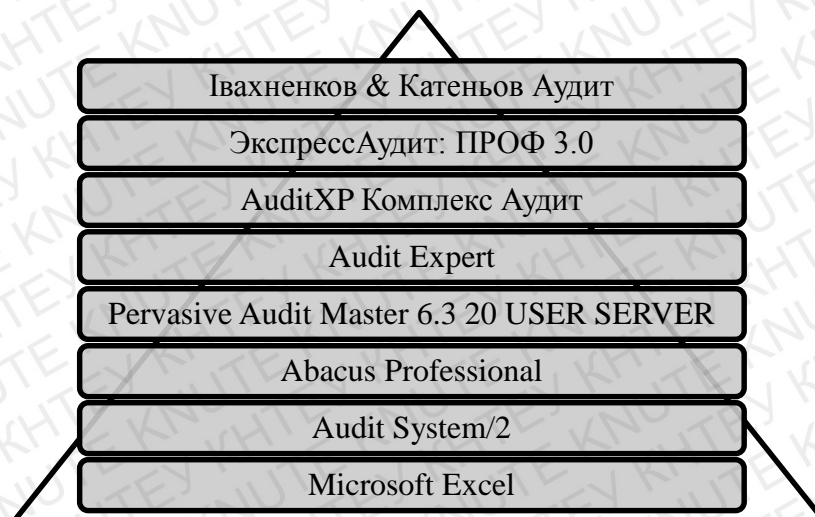 Івахненков & Катеньов Аудит
ЭкспрессАудит: ПРОФ 3.0
AuditXP Комплекс Аудит
Audit Expert
Pervasive Audit Master 6.3 20 USER SERVER
Abacus Professional
Audit System/2
Microsoft Excel